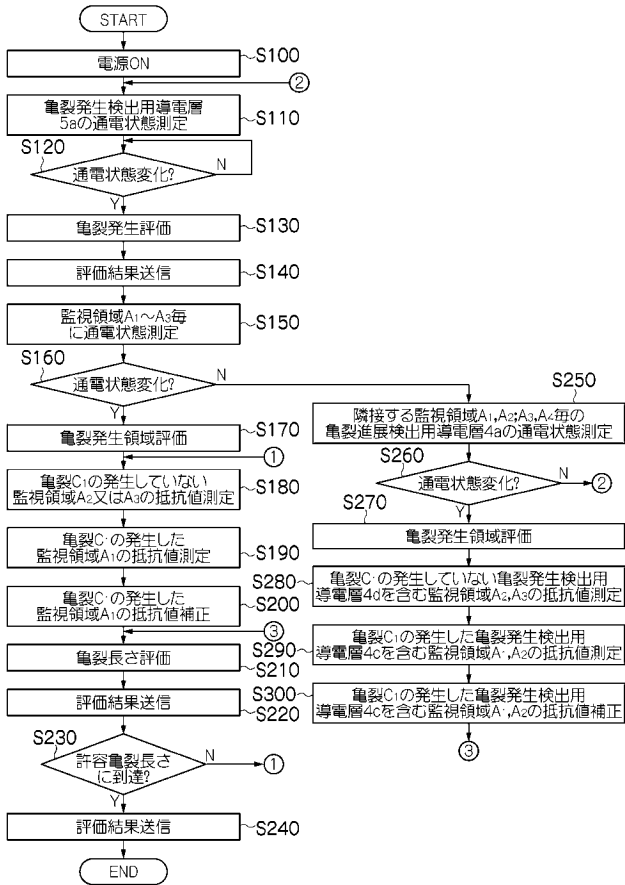 START
電源ON
S100
②
亀裂発生検出用導電層
5aの通電状態測定
S110
S120
通電状態変化?
N
Y
亀裂発生評価
S130
評価結果送信
S140
監視領域A1～A3毎
に通電状態測定
S150
S160
通電状態変化?
N
Y
亀裂発生領域評価
S170
①
亀裂C1の発生していない
監視領域A2又はA3の抵抗値測定
S180
亀裂C の発生した
監視領域A1の抵抗値測定
S190
亀裂C の発生した
監視領域A1の抵抗値補正
S200
③
亀裂長さ評価
S210
評価結果送信
S220
S230
許容亀裂長さ
に到達?
N
①
Y
評価結果送信
S240
END
S250
隣接する監視領域A1,A2;A3,A4毎の
亀裂進展検出用導電層4aの通電状態測定
S260
通電状態変化?
N
②
Y
S270
亀裂発生領域評価
S280
亀裂C の発生していない亀裂発生検出用
導電層4dを含む監視領域A2,A3の抵抗値測定
S290
亀裂C1の発生した亀裂発生検出用
導電層4cを含む監視領域A ,A2の抵抗値測定
S300
亀裂C1の発生した亀裂発生検出用
導電層4cを含む監視領域A ,A2の抵抗値補正
③